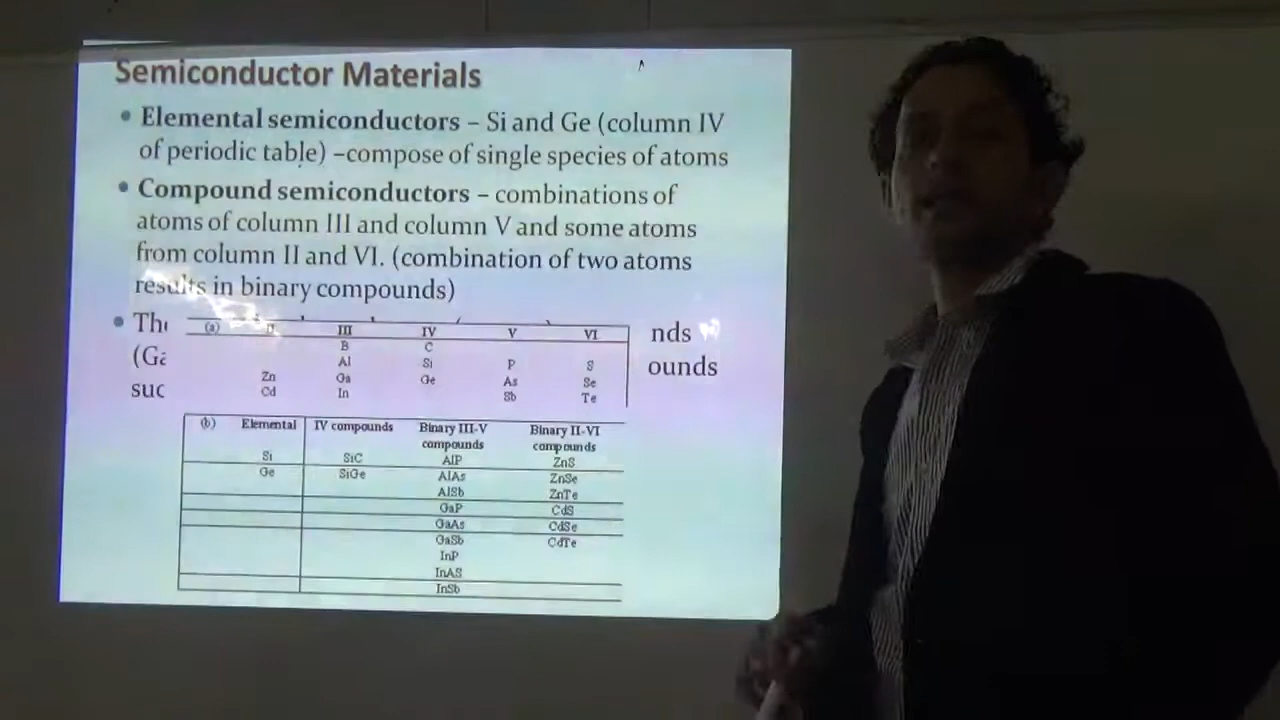 Semiconductor Materials
• Elemental semiconductors – Si and Ge (column IV
of periodic table) –compose of single species of atoms
• Compound semiconductors – combinations of
atoms of column III and column V and some atoms
from column II and VI. (combination of two atoms
results in binary compounds)
• nds
ounds
suc
(a) II III IV V VI
B C
Al Si P S
Zn Ga Ge As Se
Cd In Sb Te
(b) Elemental IV compounds Binary III-V Binary II-VI
compounds compounds
Si SiC AlP ZnS
Ge SiGe AlAs ZnSe
AlSb ZnTe
GaP CdS
GaAs CdSe
GaSb CdTe
InP
InAS
InSb